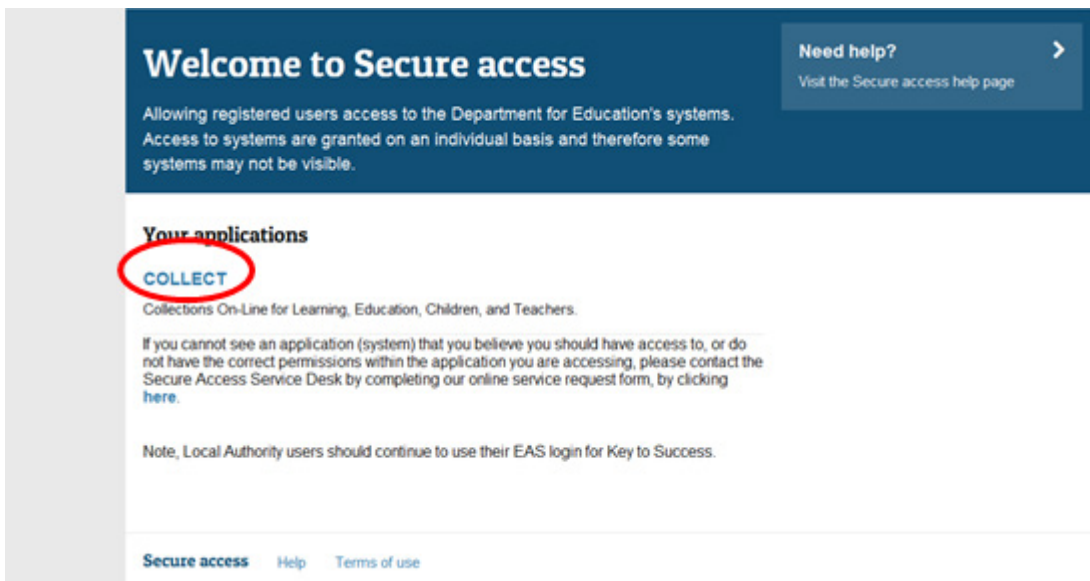 Welcome to Secure access
Allowing registered users access to the Department for Education's systems.
Access to systems are granted on an individual basis and therefore some
systems may not be visible.
Need help?
Visit the Secure access help page
Your applications
COLLECT
Collections On-Line for Learning, Education, Children, and Teachers.
If you cannot see an application (system) that you believe you should have access to, or do
not have the correct permissions within the application you are accessing, please contact the
Secure Access Service Desk by completing our online service request form, by clicking
here.
Note, Local Authority users should continue to use their EAS login for Key to Success.
Secure access Help Terms of use